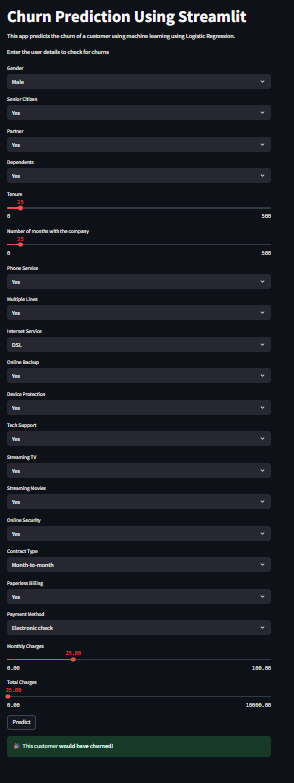 Churn Prediction Using Streamlit
This app predicts the churn of a customer using machine learning using Logistic Regression.
Enter the user details to check for churns
Gender
Male
Senior Citizen
Yes
Partner
Yes
Dependents
Yes
Tenure
25
0 500
Number of months with the company
25
0 500
Phone Service
Yes
Multiple Lines
Yes
Internet Service
DSL
Online Backup
Yes
Device Protection
Yes
Tech Support
Yes
Streaming TV
Yes
Streaming Movies
Yes
Online Security
Yes
Contract Type
Month-to-month
Paperless Billing
Yes
Payment Method
Electronic check
Monthly Charges
25.00
0.00 100.00
Total Charges
25.00
0.00 10000.00
Predict
🎉 This customer would have churned!